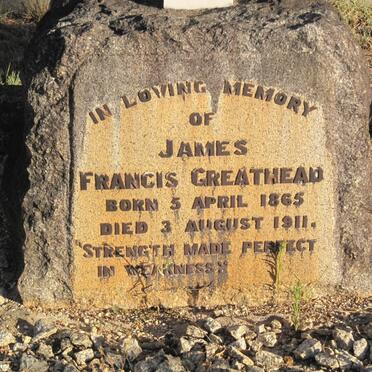 IN LOVING MEMORY
OF
JAMES
FRANCIS GREATHEAD
BORN 5 APRIL 1865
DIED 3 AUGUST 1911.
"STRENGTH MADE PERFECT
IN WEAKNESS"